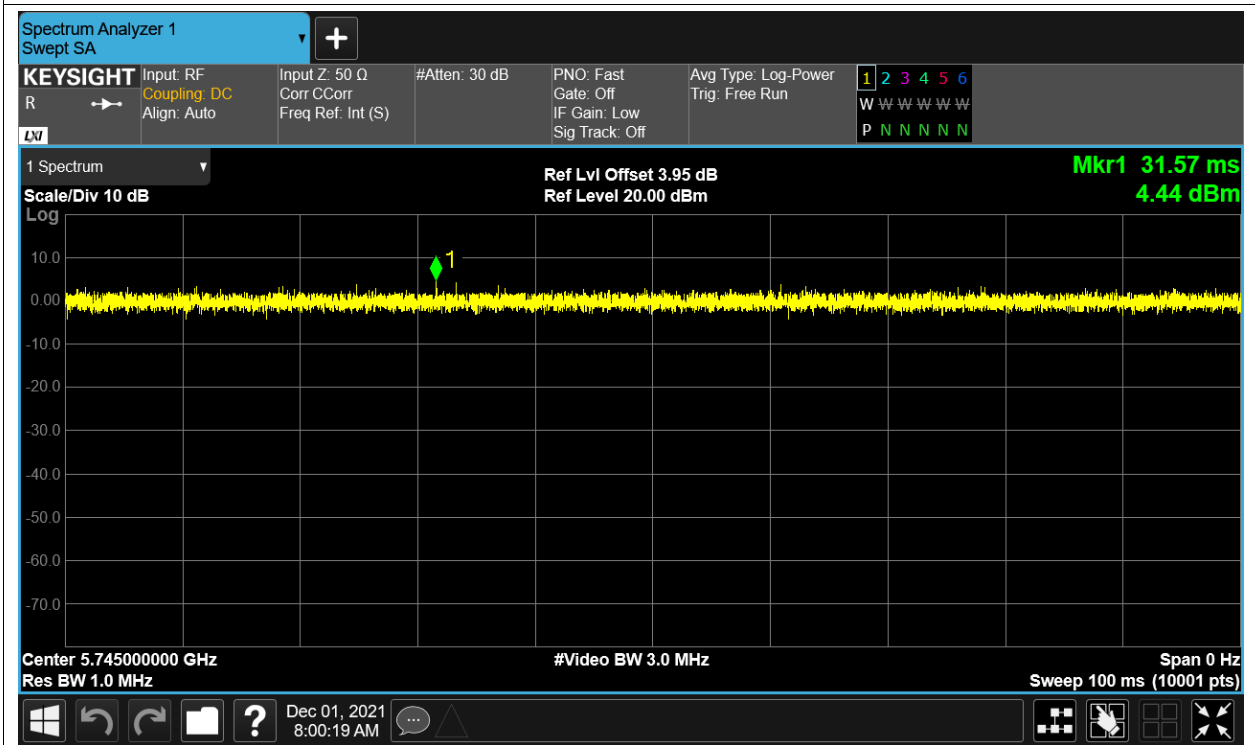 Spectrum Analyzer 1
Swept SA
KEYSIGHT
R
LXI
Input: RF
Coupling: DC
Align: Auto
Input Z: 50 Ω
Corr CCorr
Freq Ref: Int (S)
#Atten: 30 dB
PNO: Fast
Gate: Off
IF Gain: Low
Sig Track: Off
Avg Type: Log-Power
Trig: Free Run
1 2 3 4 5 6
W W W W W W
P N N N N N
1 Spectrum
Scale/Div 10 dB
Ref Lvl Offset 3.95 dB
Ref Level 20.00 dBm
Mkr1 31.57 ms
4.44 dBm
Log
1
10.0
0.00
-10.0
-20.0
-30.0
-40.0
-50.0
-60.0
-70.0
Center 5.745000000 GHz
#Video BW 3.0 MHz
Span 0 Hz
Res BW 1.0 MHz
Sweep 100 ms (10001 pts)
?
Dec 01, 2021
8:00:19 AM